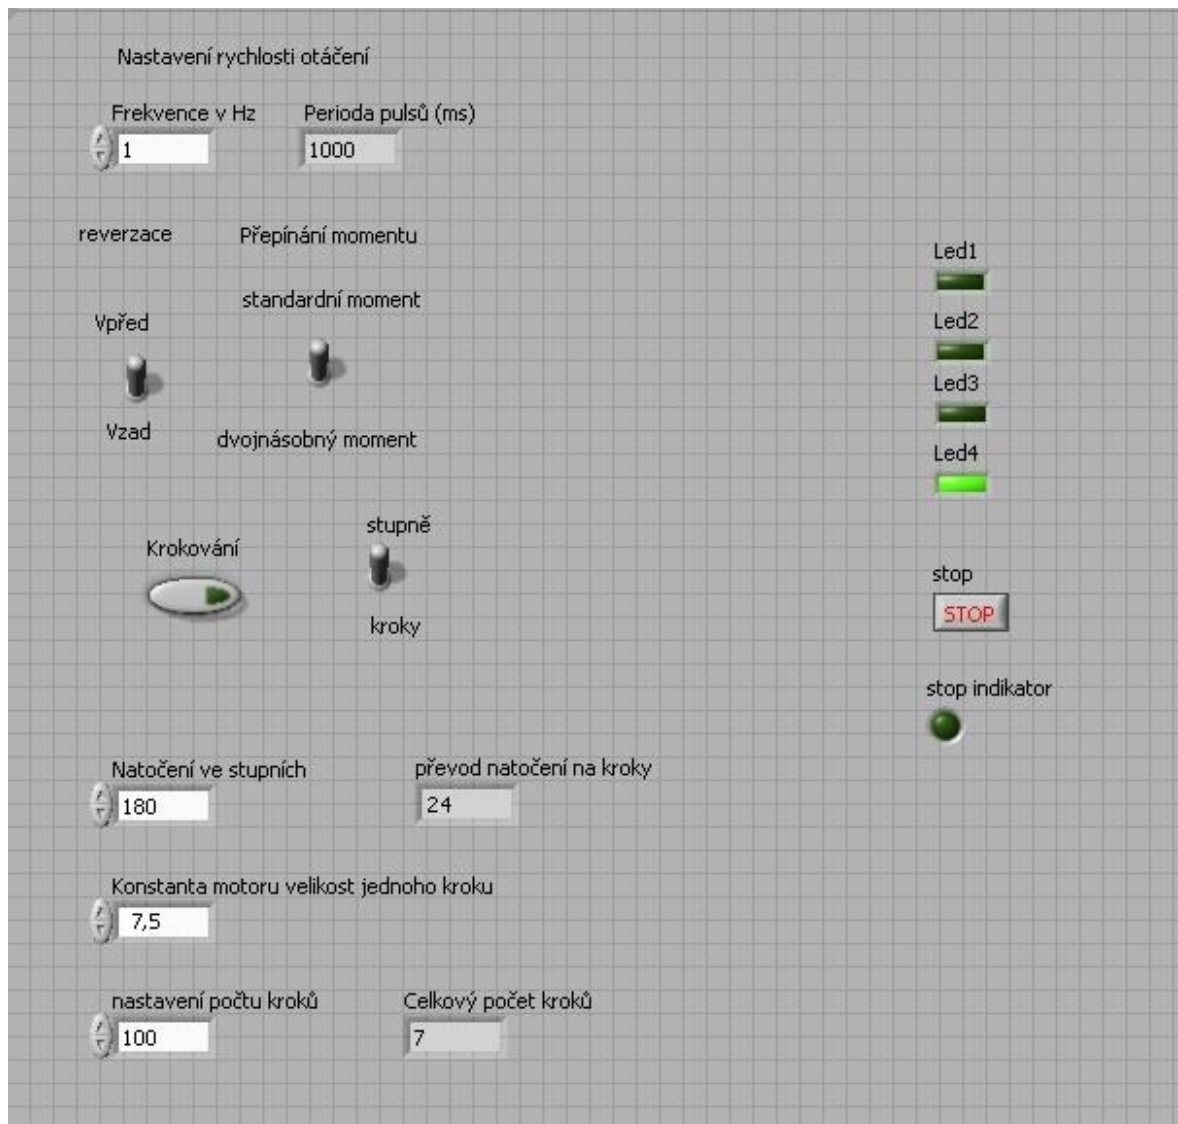 Nastavení rychlosti otáčení
Frekvence v Hz
Perioda pulsů (ms)
1
1000
reverzace
Přepínání momentu
Led1
standardní moment
Vpřed
Led2
Led3
Vzad
dvojnásobný moment
Led4
stupně
Krokování
stop
STOP
kroky
stop indikator
Natočení ve stupních
převod natočení na kroky
180
24
Konstanta motoru velikost jednoho kroku
7,5
nastavení počtu kroků
Celkový počet kroků
100
7